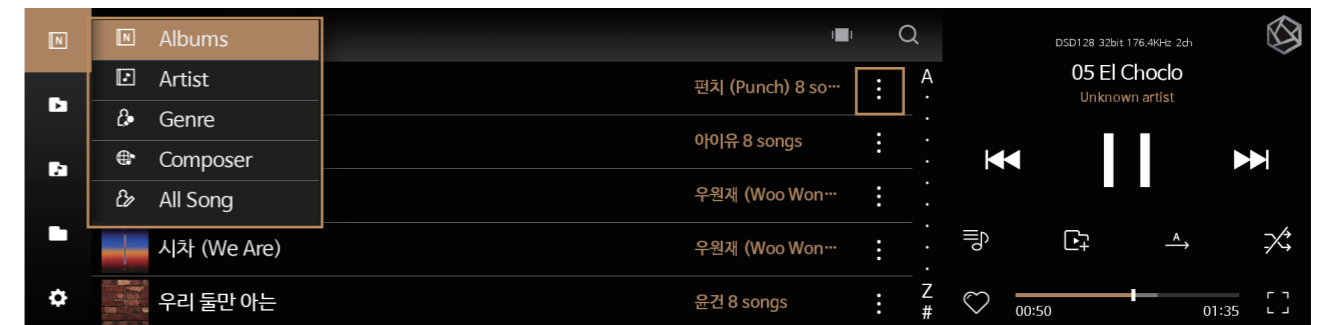 N
N
Albums
Artist
Genre
Composer
All Song
펀치 (Punch) 8 so…
아이유 8 songs
우원재 (Woo Won…
시차 (We Are)
우원재 (Woo Won…
우리 둘만 아는
윤건 8 songs
A
Z
#
DSD128 32bit 176.4KHz 2ch
05 El Choclo
Unknown artist
A
00:50
01:35